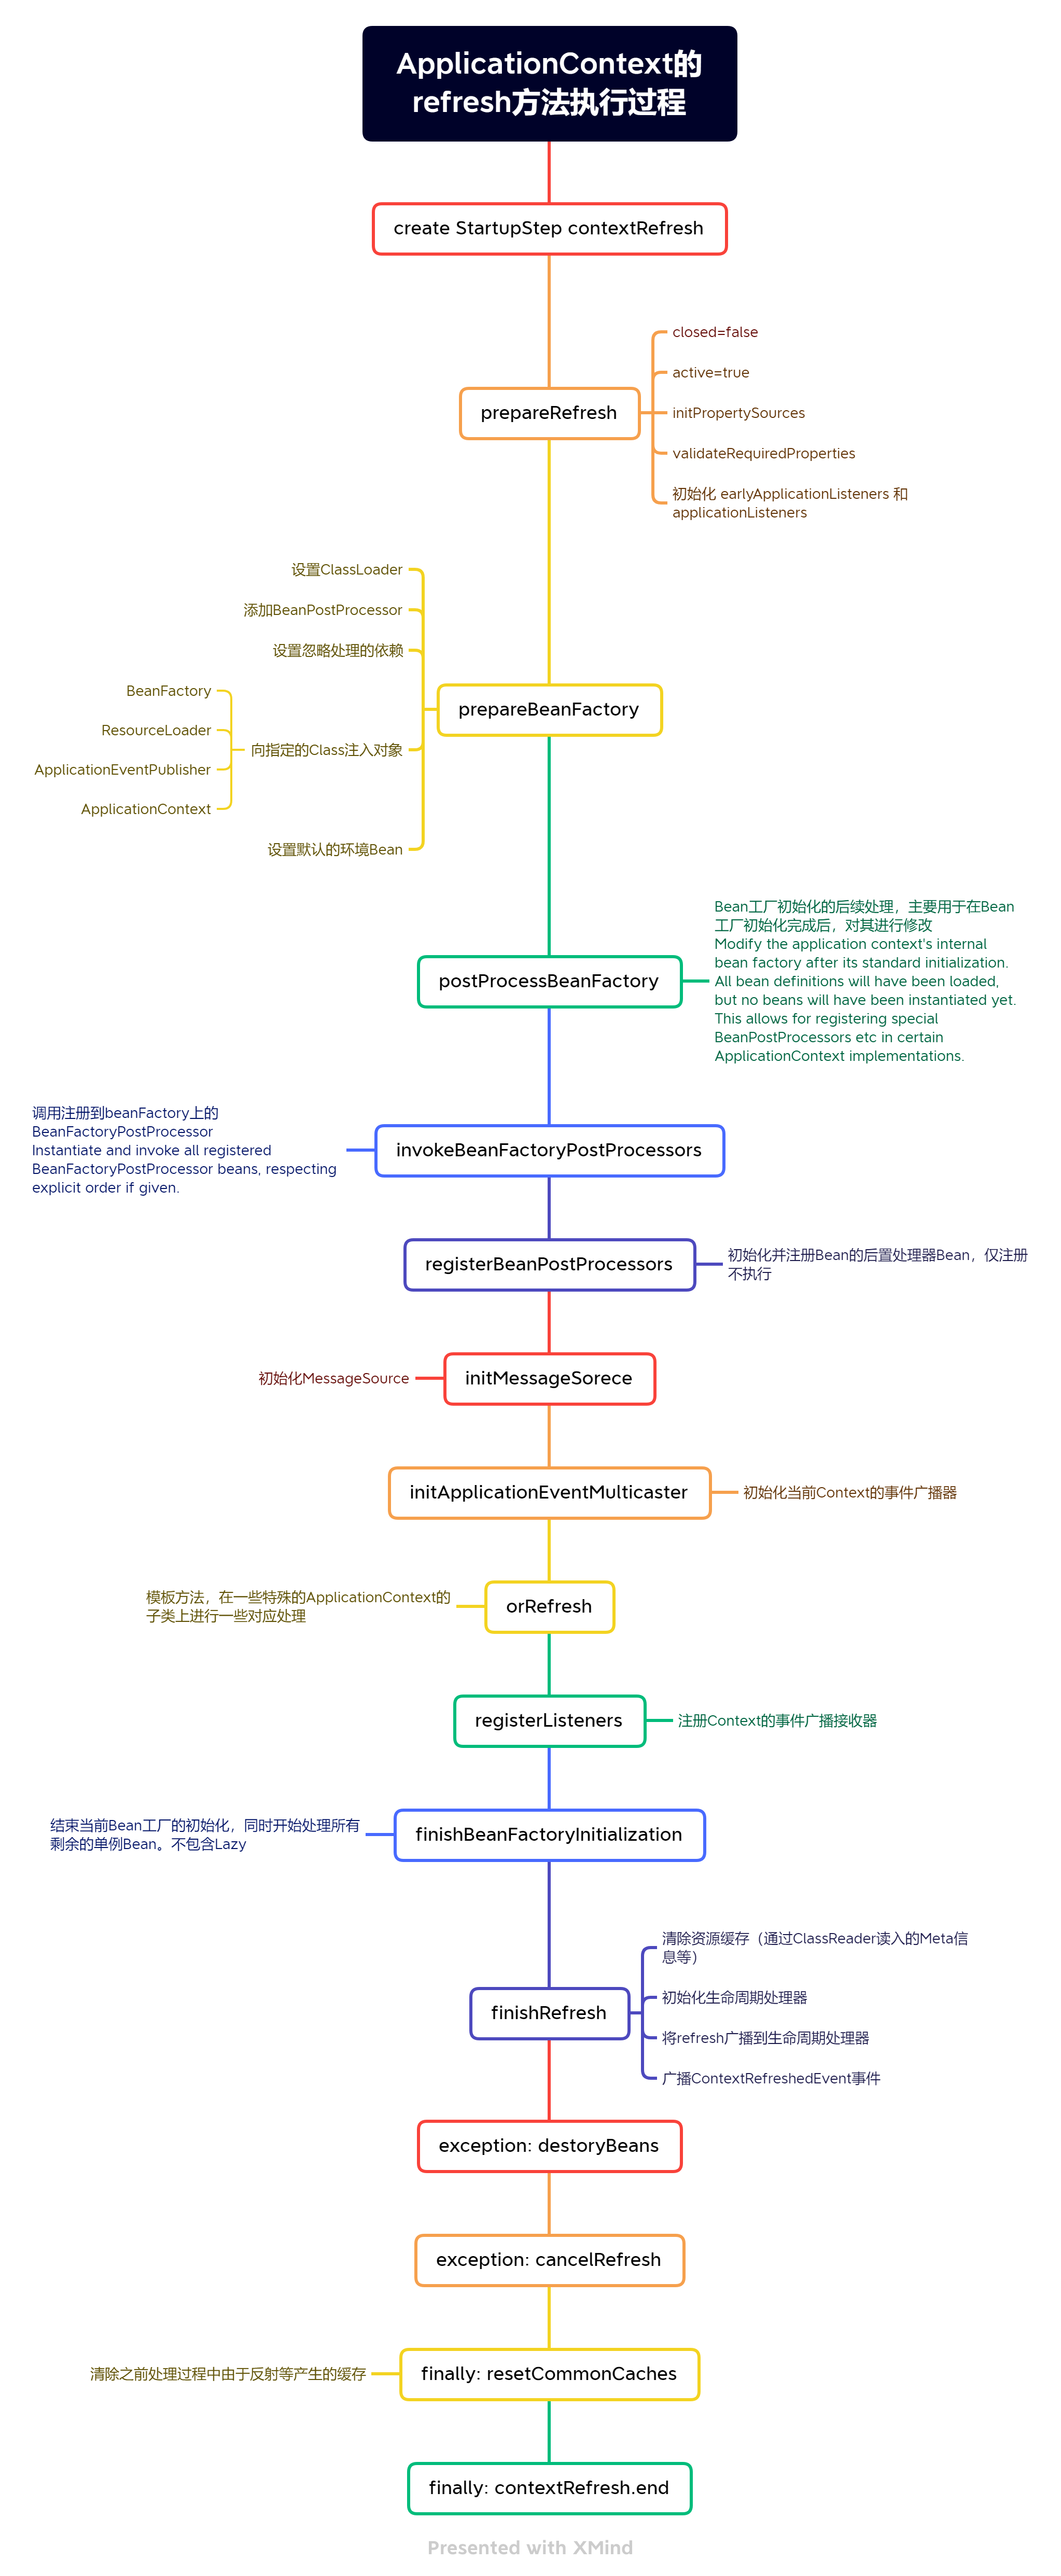 ApplicationContext的
refresh方法执行过程
create StartupStep contextRefresh
prepareRefresh
closed=false
active=true
initPropertySources
validateRequiredProperties
初始化 earlyApplicationListeners 和
applicationListeners
prepareBeanFactory
设置ClassLoader
添加BeanPostProcessor
设置忽略处理的依赖
向指定的Class注入对象
BeanFactory
ResourceLoader
ApplicationEventPublisher
ApplicationContext
设置默认的环境Bean
postProcessBeanFactory
Bean工厂初始化的后续处理，主要用于在Bean
工厂初始化完成后，对其进行修改
Modify the application context's internal
bean factory after its standard initialization.
All bean definitions will have been loaded,
but no beans will have been instantiated yet.
This allows for registering special
BeanPostProcessors etc in certain
ApplicationContext implementations.
invokeBeanFactoryPostProcessors
调用注册到beanFactory上的
BeanFactoryPostProcessor
Instantiate and invoke all registered
BeanFactoryPostProcessor beans, respecting
explicit order if given.
registerBeanPostProcessors
初始化并注册Bean的后置处理器Bean，仅注册
不执行
initMessageSorece
初始化MessageSource
initApplicationEventMulticaster
初始化当前Context的事件广播器
orRefresh
模板方法，在一些特殊的ApplicationContext的
子类上进行一些对应处理
registerListeners
注册Context的事件广播接收器
finishBeanFactoryInitialization
结束当前Bean工厂的初始化，同时开始处理所有
剩余的单例Bean。不包含Lazy
finishRefresh
清除资源缓存（通过ClassReader读入的Meta信
息等）
初始化生命周期处理器
将refresh广播到生命周期处理器
广播ContextRefreshedEvent事件
exception: destoryBeans
exception: cancelRefresh
finally: resetCommonCaches
清除之前处理过程中由于反射等产生的缓存
finally: contextRefresh.end
Presented with XMind